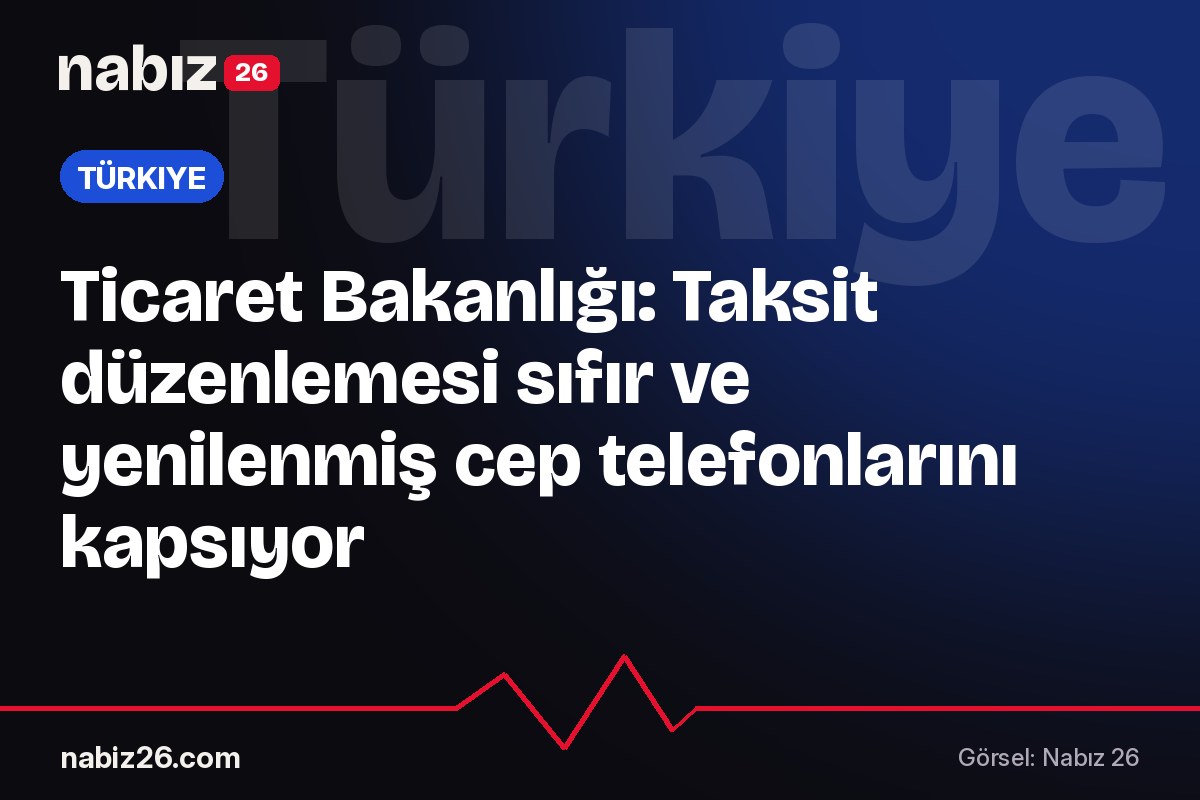 nabız 26
Türkiye
TÜRKIYE
Ticaret Bakanlığı: Taksit
düzenlemesi sıfır ve
yenilenmiş cep telefonlarını
kapsıyor
nabiz26.com
Görsel: Nabız 26